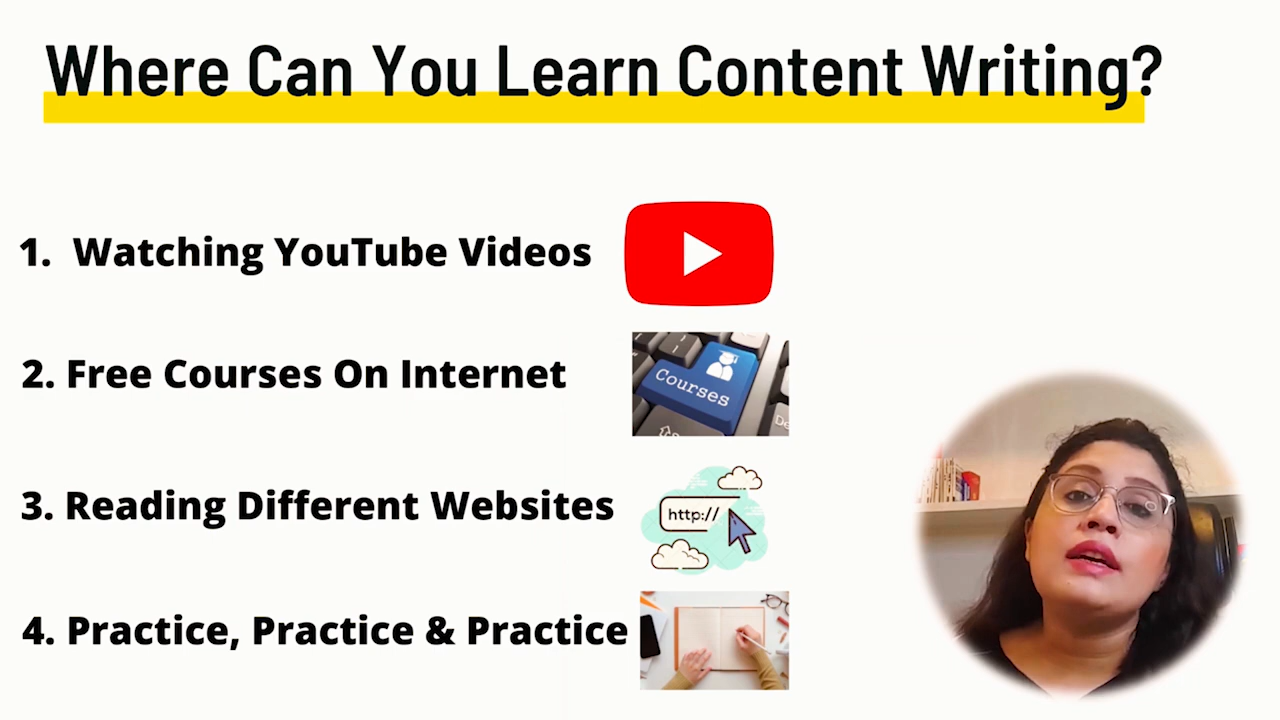 Where Can You Learn Content Writing?
1. Watching YouTube Videos
2. Free Courses On Internet
Courses
De
3. Reading Different Websites
http://
4. Practice, Practice & Practice